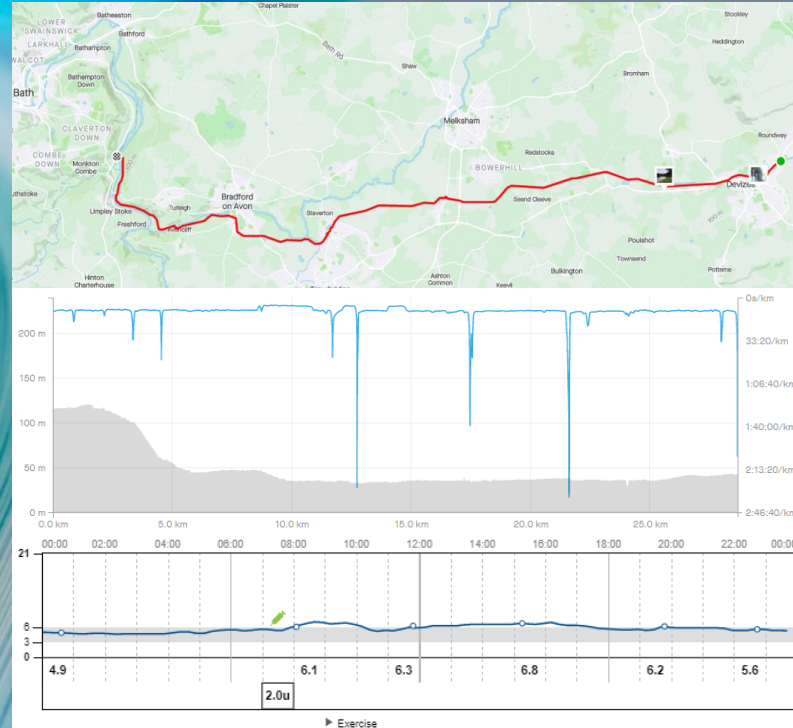 Chapel Plaister
Stockley
LOWER
SWAINSWICK
Batheaston
Bathford
LARKHALL
Bathampton
Bath Rd
Heddington
WALCOT
Shaw
Bathampton
Down
Bromham
Bath
Melksham
CLAVERTON
DOWN
Roundway
COMBE
DOWN
Monkton
Combe
100 m
Redstocks
BOWERHILL
Bradford
on Avon
Seend Cleeve
Limpley Stoke
Turleigh
Staverton
Freshford
100 m
Poulshot
Townsend
Hinton
Charterhouse
Ashton
Common
Keevil
Bulkington
Potterne
0s/km
200 m
33:20/km
150 m
1:06:40/km
100 m
1:40:00/km
50 m
2:13:20/km
0 m
2:46:40/km
0.0 km 5.0 km 10.0 km 15.0 km 20.0 km 25.0 km
00:00 02:00 04:00 06:00 08:00 10:00 12:00 14:00 16:00 18:00 20:00 22:00 00:00
21
6
3
0
4.9 6.1 6.3 6.8 6.2 5.6
2.0u
Exercise